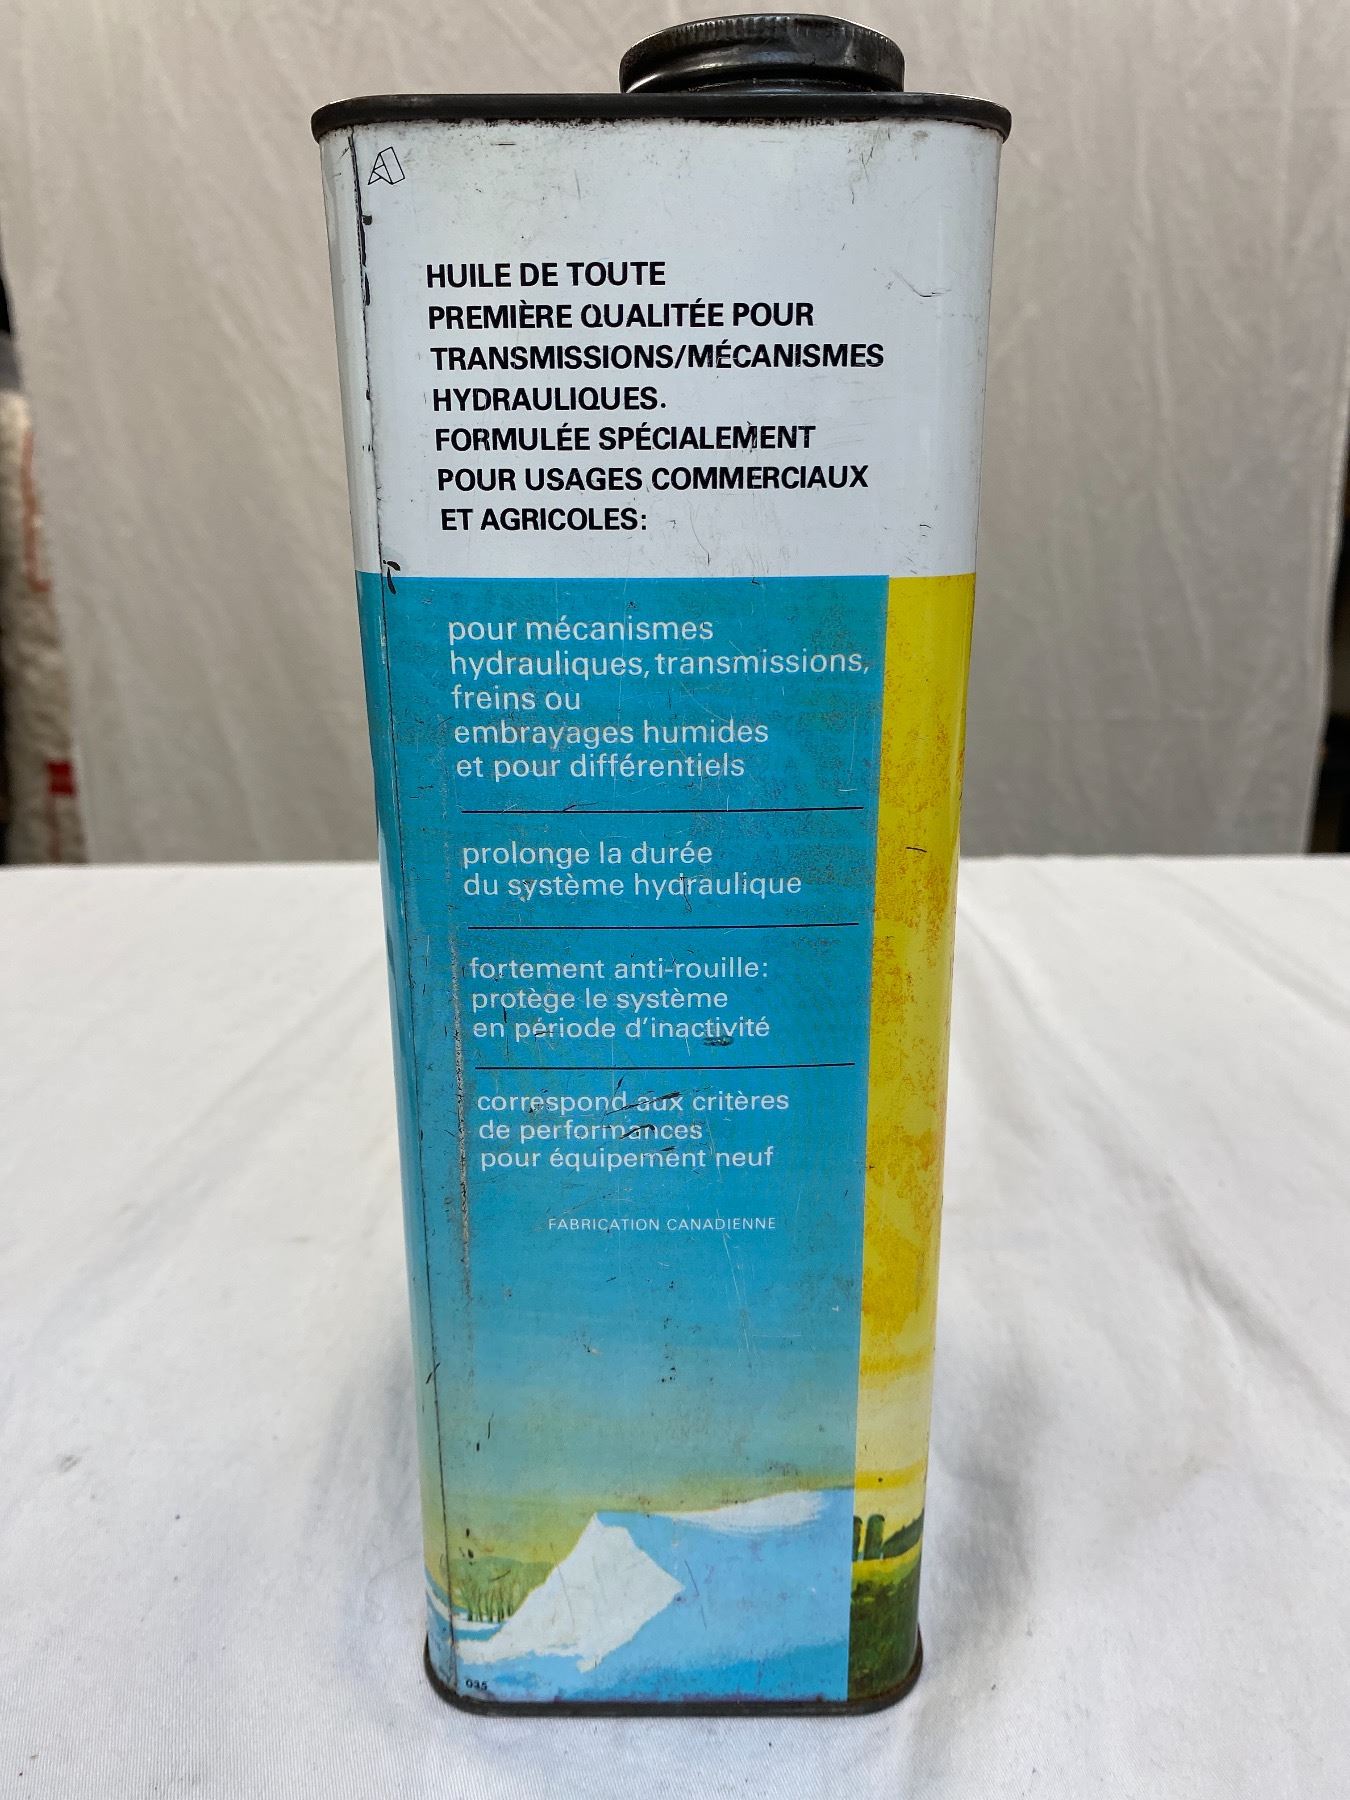 HUILE DE TOUTE
PREMIÈRE QUALITÉE POUR
TRANSMISSIONS/MÉCANISMES
HYDRAULIQUES.
FORMULÉE SPÉCIALEMENT
POUR USAGES COMMERCIAUX
ET AGRICOLES:
pour mécanismes
hydrauliques, transmissions,
freins ou
embrayages humides
et pour différentiels
prolonge la durée
du système hydraulique
fortement anti-rouille:
protège le système
en période d'inactivité
correspond aux critères
de performances
pour équipement neuf
FABRICATION CANADIENNE
035